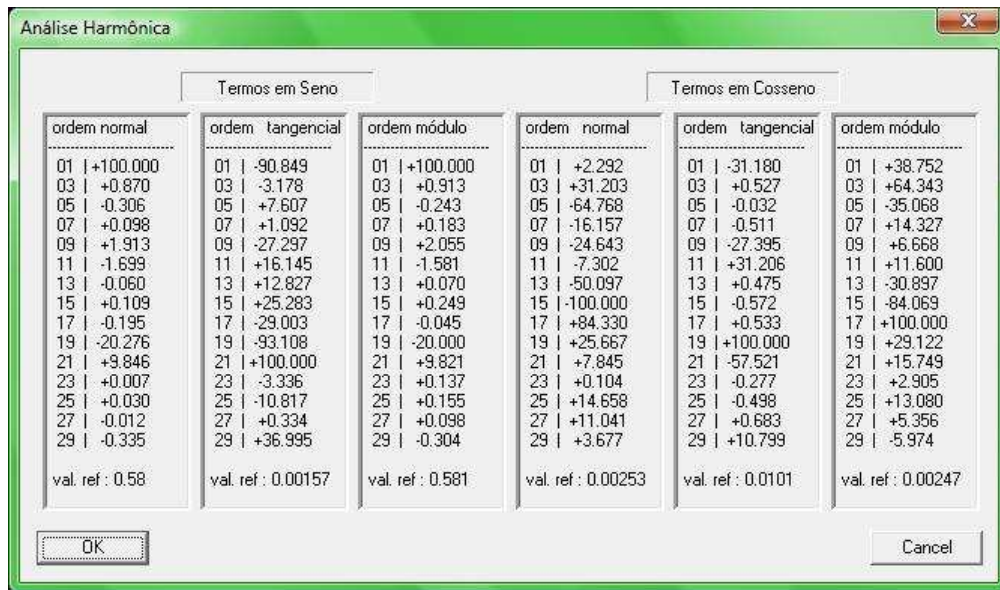 Análise Harmônica
Termos em Seno
Termos em Cosseno
ordem normal
01 |+100.000
03 | +0.870
05 | -0.306
07 | +0.098
09 | +1.913
11 | -1.699
13 | -0.060
15 | +0.109
17 | -0.195
19 | -20.276
21 | +9.846
23 | +0.007
25 | +0.030
27 | -0.012
29 | -0.335
val. ref : 0.58
ordem tangencial
01 | -90.849
03 | -3.178
05 | +7.607
07 | +1.092
09 | -27.297
11 | +16.145
13 | +12.827
15 | +25.283
17 | -29.003
19 | -93.108
21 |+100.000
23 | -3.336
25 | -10.817
27 | +0.334
29 | +36.995
val. ref : 0.00157
ordem módulo
01 |+100.000
03 | +0.913
05 | -0.243
07 | +0.183
09 | +2.055
11 | -1.581
13 | +0.070
15 | +0.249
17 | -0.045
19 | -20.000
21 | +9.821
23 | +0.137
25 | +0.155
27 | +0.098
29 | -0.304
val. ref : 0.581
ordem normal
01 | +2.292
03 | +31.203
05 | -64.768
07 | -16.157
09 | -24.643
11 | -7.302
13 | -50.097
15 |-100.000
17 | +84.330
19 | +25.667
21 | +7.845
23 | +0.104
25 | +14.658
27 | +11.041
29 | +3.677
val. ref : 0.00253
ordem tangencial
01 | -31.180
03 | +0.527
05 | -0.032
07 | -0.511
09 | -27.395
11 | +31.206
13 | +0.475
15 | -0.572
17 | +0.533
19 |+100.000
21 | -57.521
23 | -0.277
25 | -0.498
27 | +0.683
29 | +10.799
val. ref : 0.0101
ordem módulo
01 | +38.752
03 | +64.343
05 | -35.068
07 | +14.327
09 | +6.668
11 | +11.600
13 | -30.897
15 | -84.069
17 |+100.000
19 | +29.122
21 | +15.749
23 | +2.905
25 | +13.080
27 | +5.356
29 | -5.974
val. ref : 0.00247
OK
Cancel